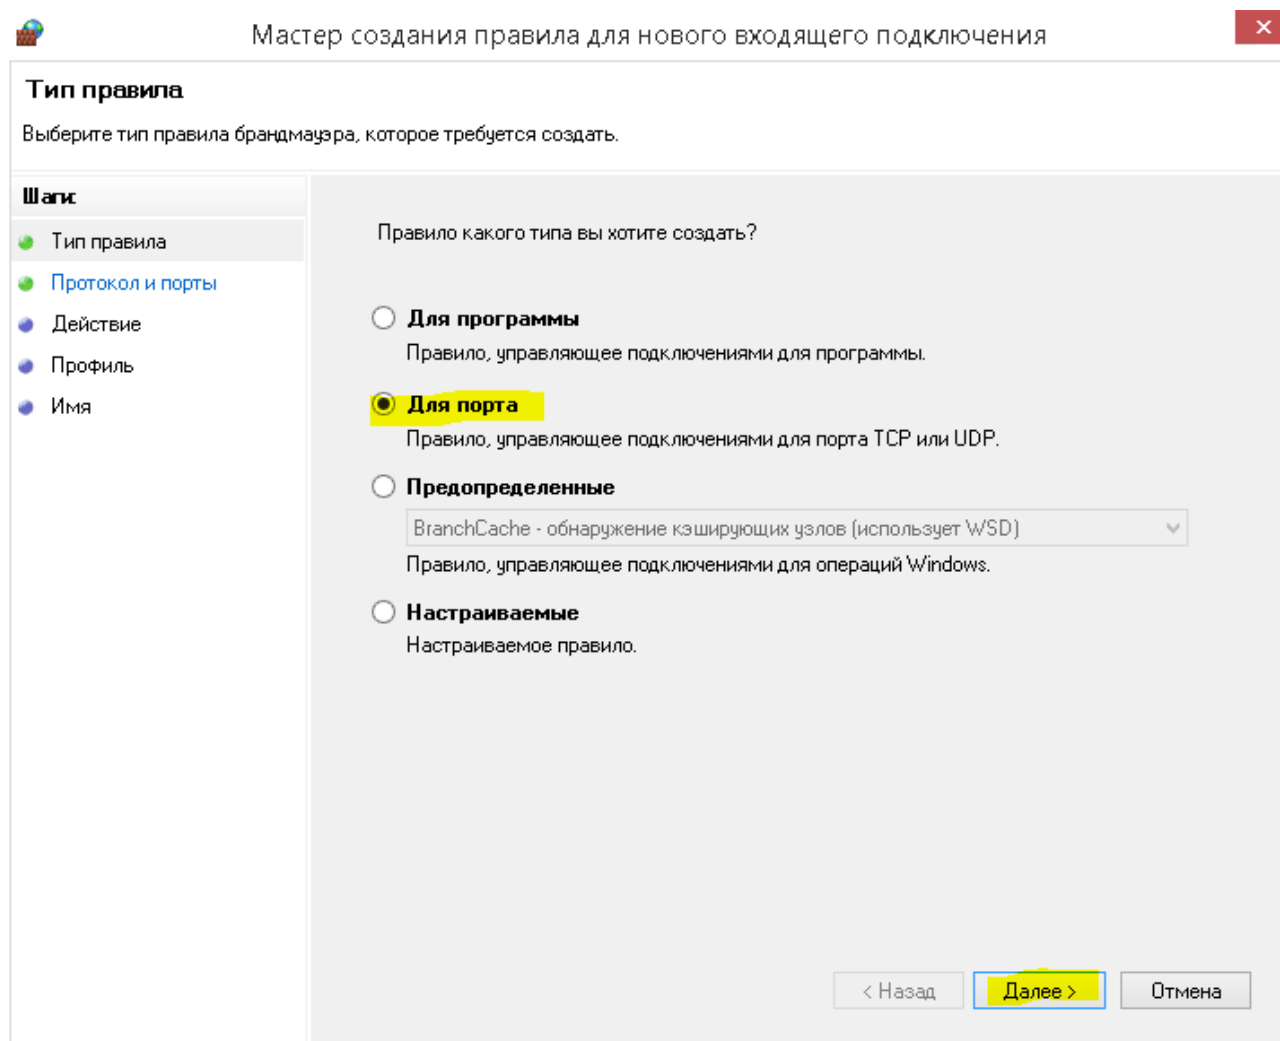 Мастер создания правила для нового входящего подключения
Тип правила
Выберите тип правила брандмауэра, которое требуется создать.
Шаги:
Тип правила
Протокол и порты
Действие
Профиль
Имя
Правило какого типа вы хотите создать?
Для программы
Правило, управляющее подключениями для программы.
Для порта
Правило, управляющее подключениями для порта TCP или UDP.
Предопределенные
BranchCache - обнаружение кэширующих узлов (использует WSD)
Правило, управляющее подключениями для операций Windows.
Настраиваемые
Настраиваемое правило.
< Назад
Далее >
Отмена